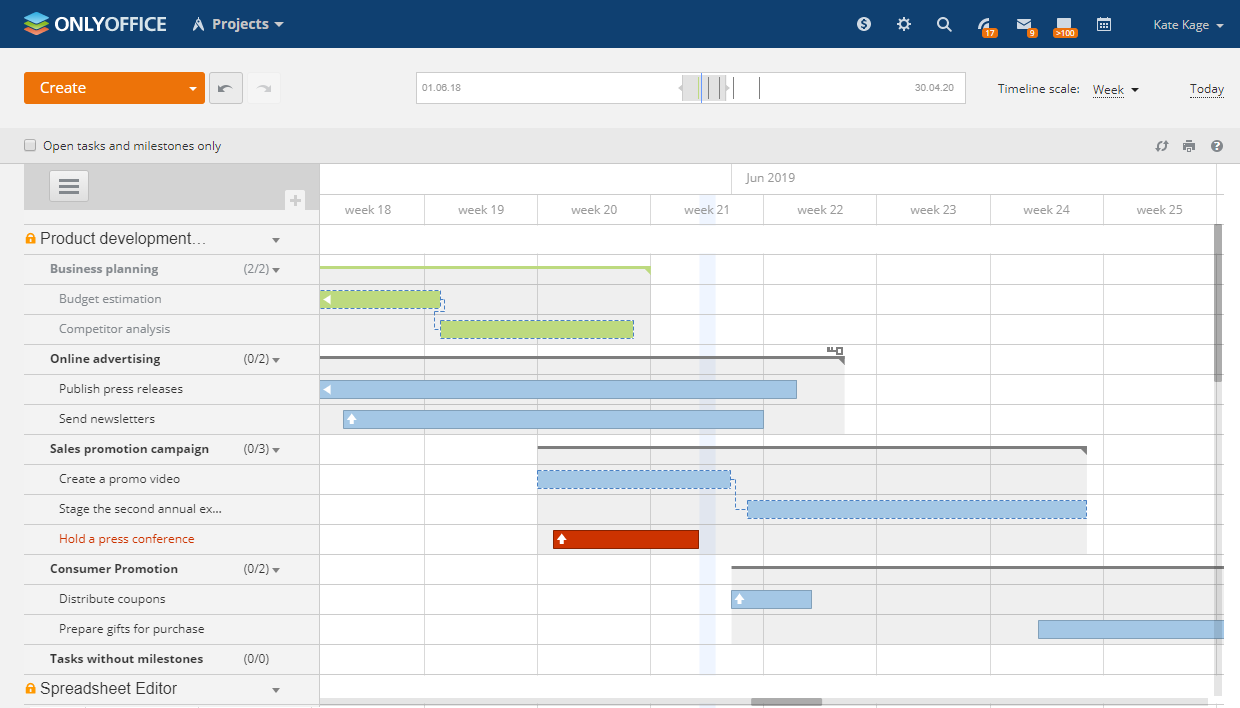 ONLYOFFICE Projects 17 9 >100 Kate Kage
Create 01.06.18 30.04.20 Timeline scale: Week Today
Open tasks and milestones only
Jun 2019
week 18 week 19 week 20 week 21 week 22 week 23 week 24 week 25
Product development...
Business planning (2/2)
Budget estimation
Competitor analysis
Online advertising (0/2)
Publish press releases
Send newsletters
Sales promotion campaign (0/3)
Create a promo video
Stage the second annual ex...
Hold a press conference
Consumer Promotion (0/2)
Distribute coupons
Prepare gifts for purchase
Tasks without milestones (0/0)
Spreadsheet Editor